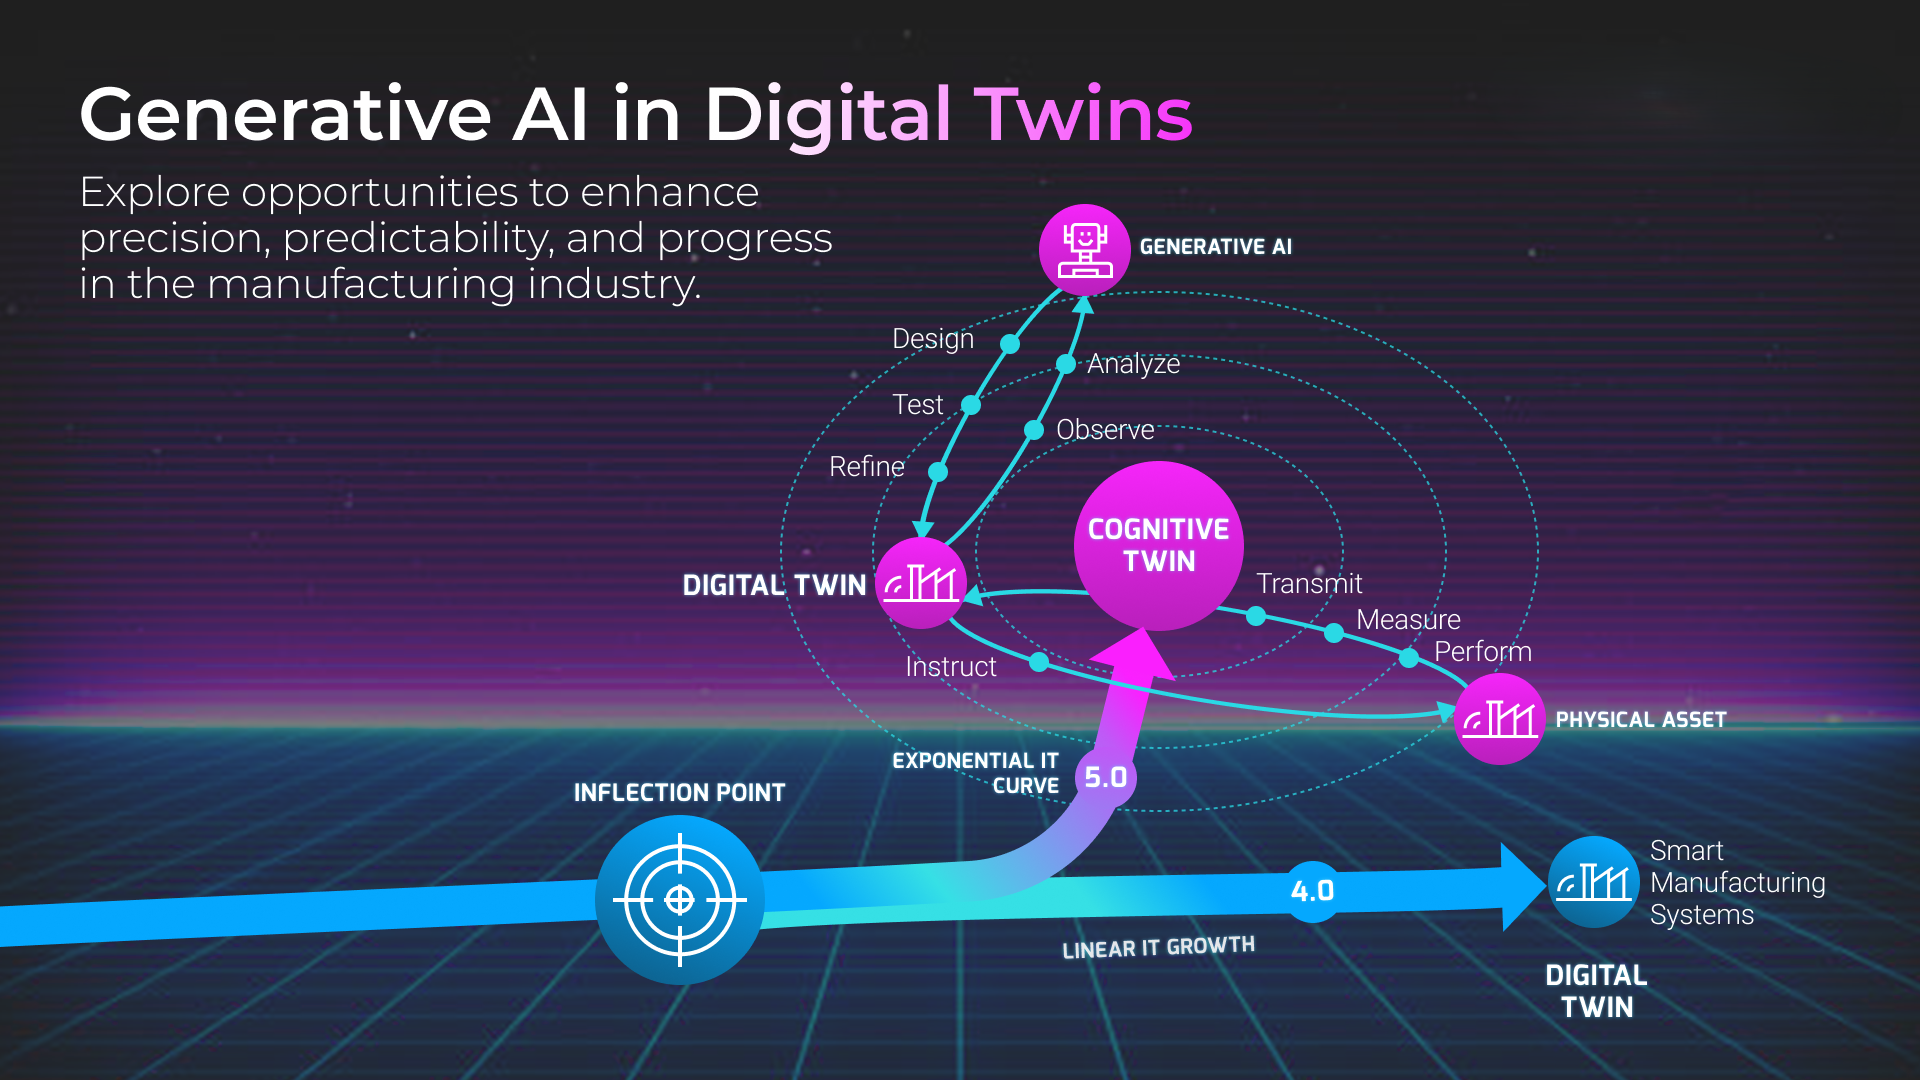 Generative AI in Digital Twins
Explore opportunities to enhance
precision, predictability, and progress
in the manufacturing industry.
GENERATIVE AI
Design
Analyze
Test
Observe
Refine
COGNITIVE
TWIN
DIGITAL TWIN
Transmit
Measure
Perform
Instruct
PHYSICAL ASSET
EXPONENTIAL IT
CURVE
5.0
INFLECTION POINT
4.0
Smart
Manufacturing
Systems
LINEAR IT GROWTH
DIGITAL
TWIN